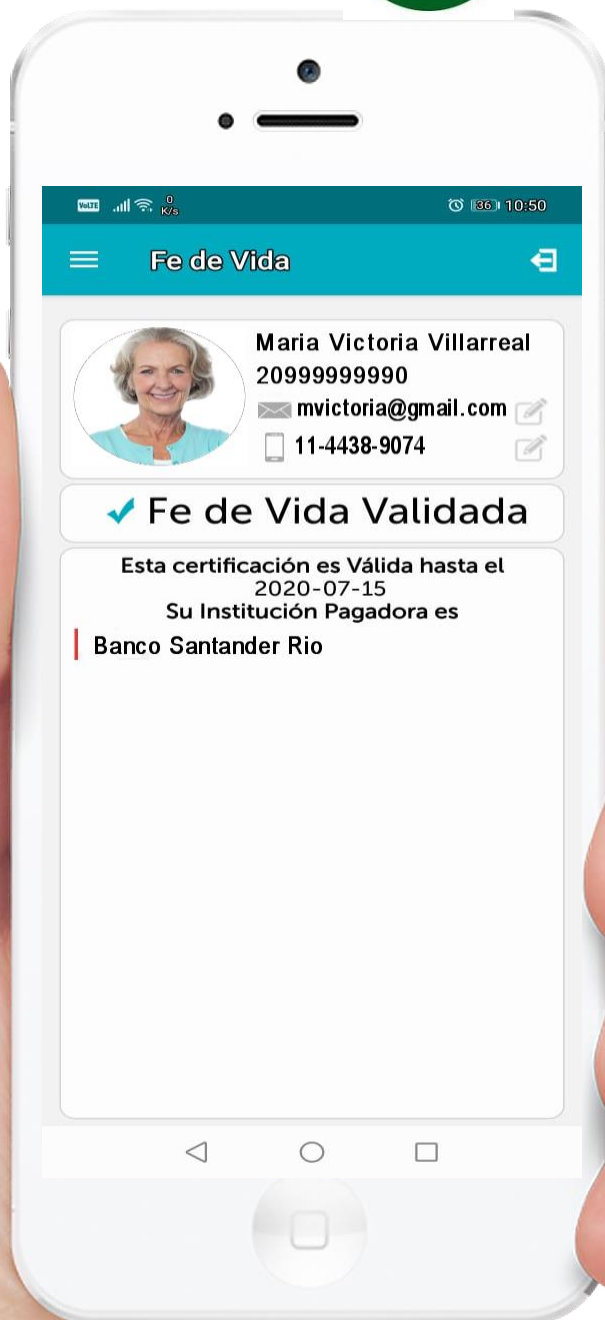 VoLTE 0 K/s 36 10:50
Fe de Vida
Maria Victoria Villarreal
20999999990
mvictoria@gmail.com
11-4438-9074
Fe de Vida Validada
Esta certificación es Válida hasta el
2020-07-15
Su Institución Pagadora es
Banco Santander Rio